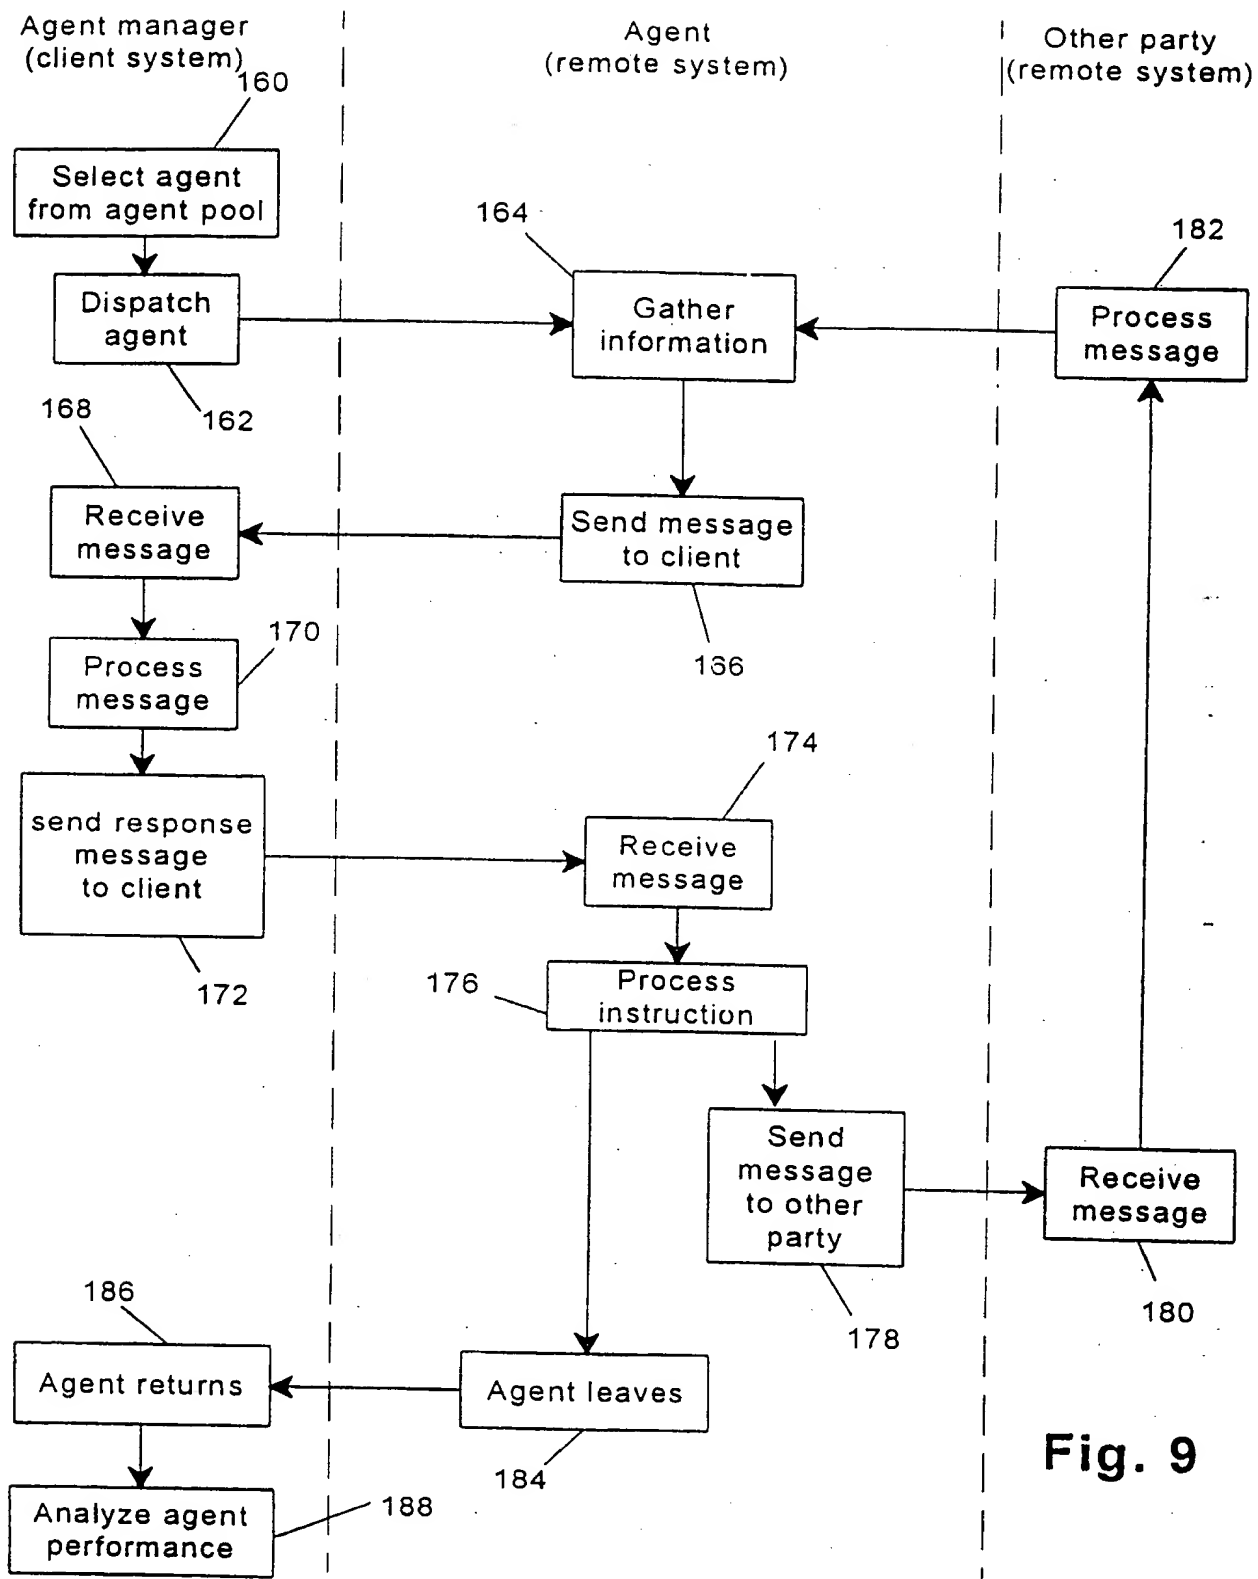 Agent manager
(client system)
Agent
(remote system)
Other party
(remote system)
160
Select agent
from agent pool
164
182
Dispatch
agent
Gather
information
Process
message
162
168
Receive
message
Send message
to client
166
170
Process
message
174
send response
message
to client
Receive
message
172
176
Process
instruction
Send
message
to other
party
Receive
message
178
180
186
Agent returns
Agent leaves
184
Fig. 9
Analyze agent
performance
188